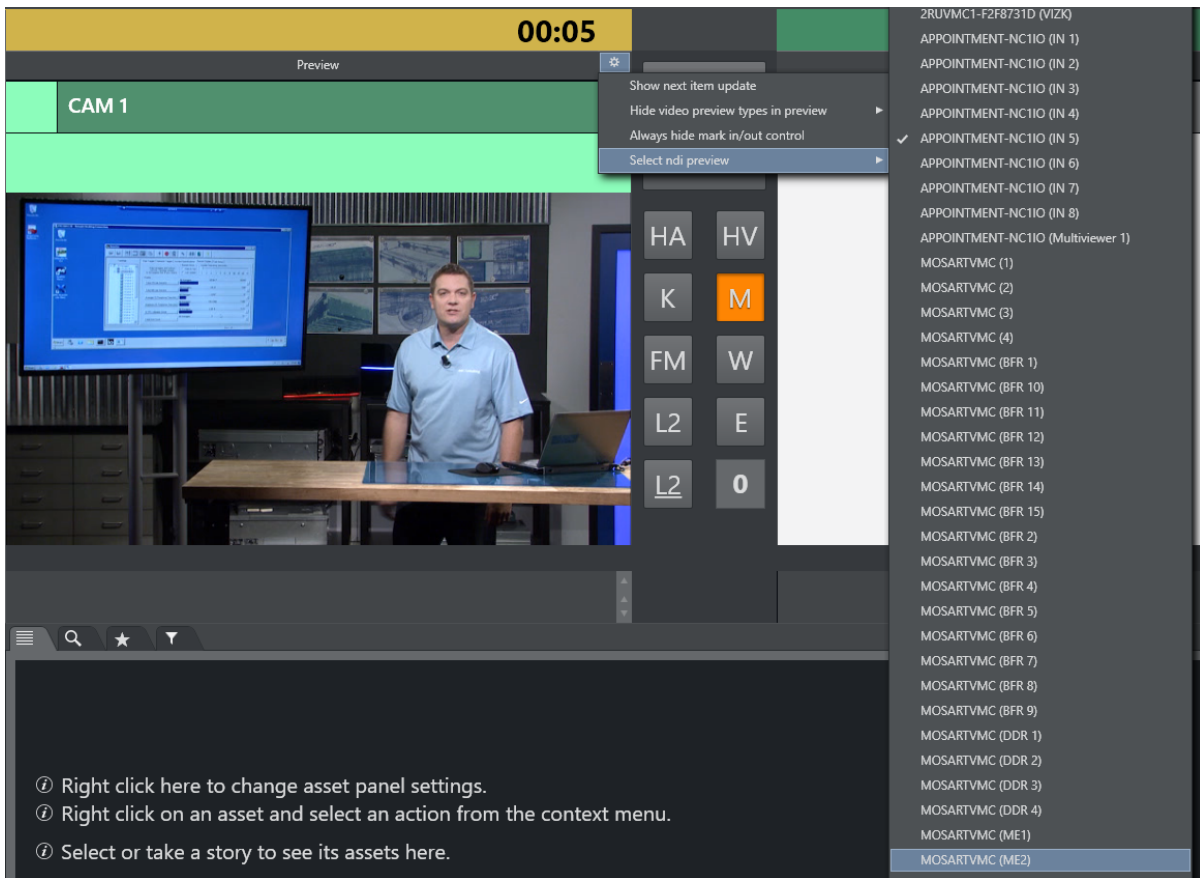 00:05
Preview
CAM 1
Show next item update
Hide video preview types in preview
Always hide mark in/out control
Select ndi preview
HA HV
K M
FM W
L2 E
L2 0
2RUVMC1-F2F8731D (VIZK)
APPOINTMENT-NC1IO (IN 1)
APPOINTMENT-NC1IO (IN 2)
APPOINTMENT-NC1IO (IN 3)
APPOINTMENT-NC1IO (IN 4)
APPOINTMENT-NC1IO (IN 5)
APPOINTMENT-NC1IO (IN 6)
APPOINTMENT-NC1IO (IN 7)
APPOINTMENT-NC1IO (IN 8)
APPOINTMENT-NC1IO (Multiviewer 1)
MOSARTVMC (1)
MOSARTVMC (2)
MOSARTVMC (3)
MOSARTVMC (4)
MOSARTVMC (BFR 1)
MOSARTVMC (BFR 10)
MOSARTVMC (BFR 11)
MOSARTVMC (BFR 12)
MOSARTVMC (BFR 13)
MOSARTVMC (BFR 14)
MOSARTVMC (BFR 15)
MOSARTVMC (BFR 2)
MOSARTVMC (BFR 3)
MOSARTVMC (BFR 4)
MOSARTVMC (BFR 5)
MOSARTVMC (BFR 6)
MOSARTVMC (BFR 7)
MOSARTVMC (BFR 8)
MOSARTVMC (BFR 9)
MOSARTVMC (DDR 1)
MOSARTVMC (DDR 2)
MOSARTVMC (DDR 3)
MOSARTVMC (DDR 4)
MOSARTVMC (ME1)
MOSARTVMC (ME2)
Right click here to change asset panel settings.
Right click on an asset and select an action from the context menu.
Select or take a story to see its assets here.